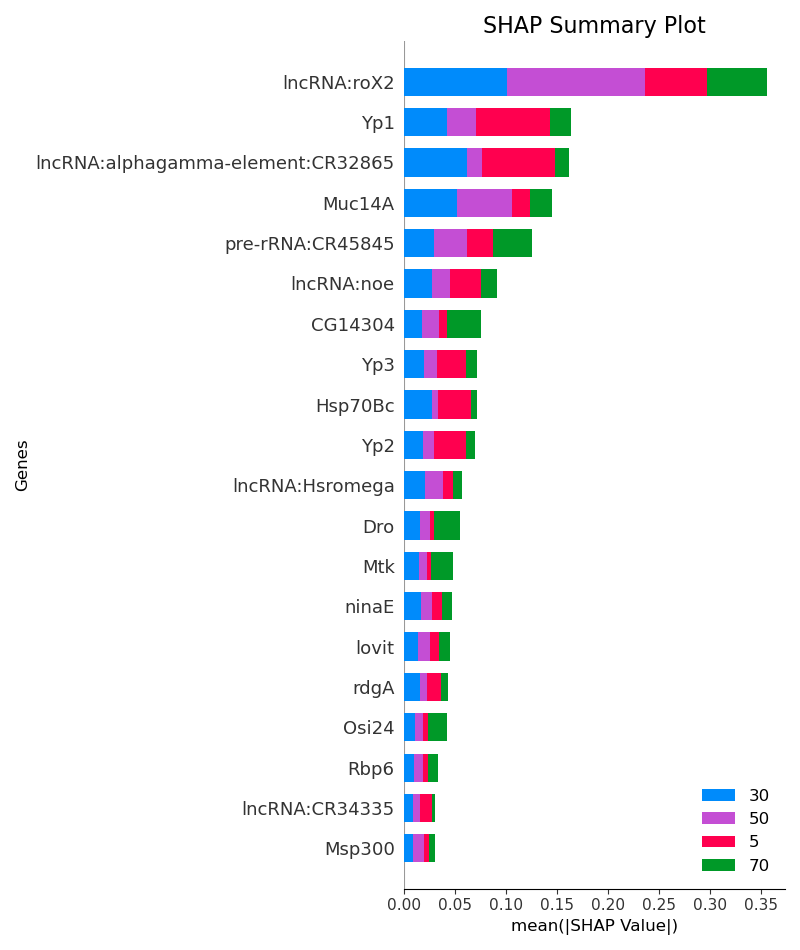 SHAP Summary Plot
lncRNA:roX2
Yp1
lncRNA:alphagamma-element:CR32865
Muc14A
pre-rRNA:CR45845
lncRNA:noe
CG14304
Yp3
Hsp70Bc
Yp2
lncRNA:Hsromega
Dro
Mtk
ninaE
lovit
rdgA
Osi24
Rbp6
lncRNA:CR34335
Msp300
Genes
30
50
5
70
0.00 0.05 0.10 0.15 0.20 0.25 0.30 0.35
mean(|SHAP Value|)